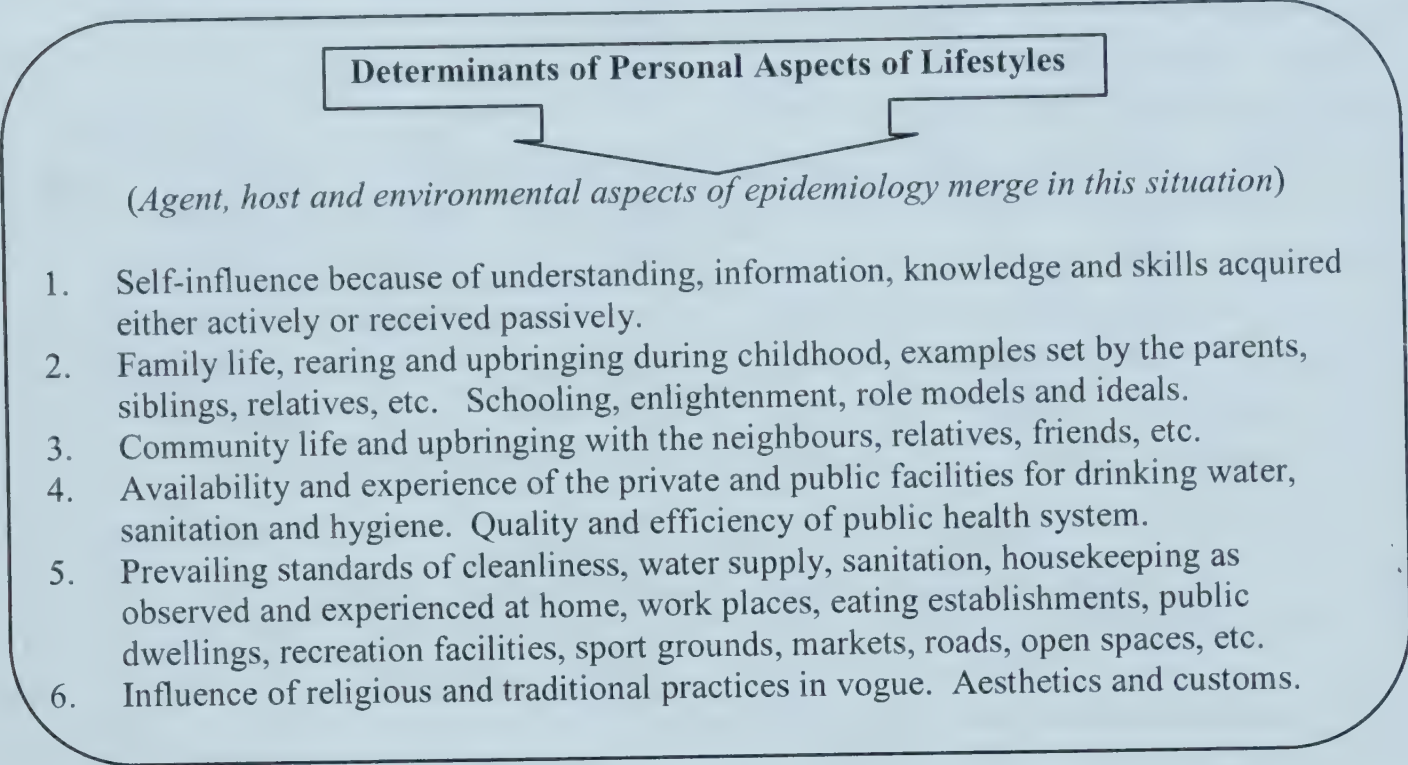 Determinants of Personal Aspects of Lifestyles
(Agent, host and environmental aspects of epidemiology merge in this situation)
1. Self-influence because of understanding, information, knowledge and skills acquired
either actively or received passively.
2. Family life, rearing and upbringing during childhood, examples set by the parents,
siblings, relatives, etc. Schooling, enlightenment, role models and ideals.
3. Community life and upbringing with the neighbours, relatives, friends, etc.
4. Availability and experience of the private and public facilities for drinking water,
sanitation and hygiene. Quality and efficiency of public health system.
5. Prevailing standards of cleanliness, water supply, sanitation, housekeeping as
observed and experienced at home, work places, eating establishments, public
dwellings, recreation facilities, sport grounds, markets, roads, open spaces, etc.
6. Influence of religious and traditional practices in vogue. Aesthetics and customs.